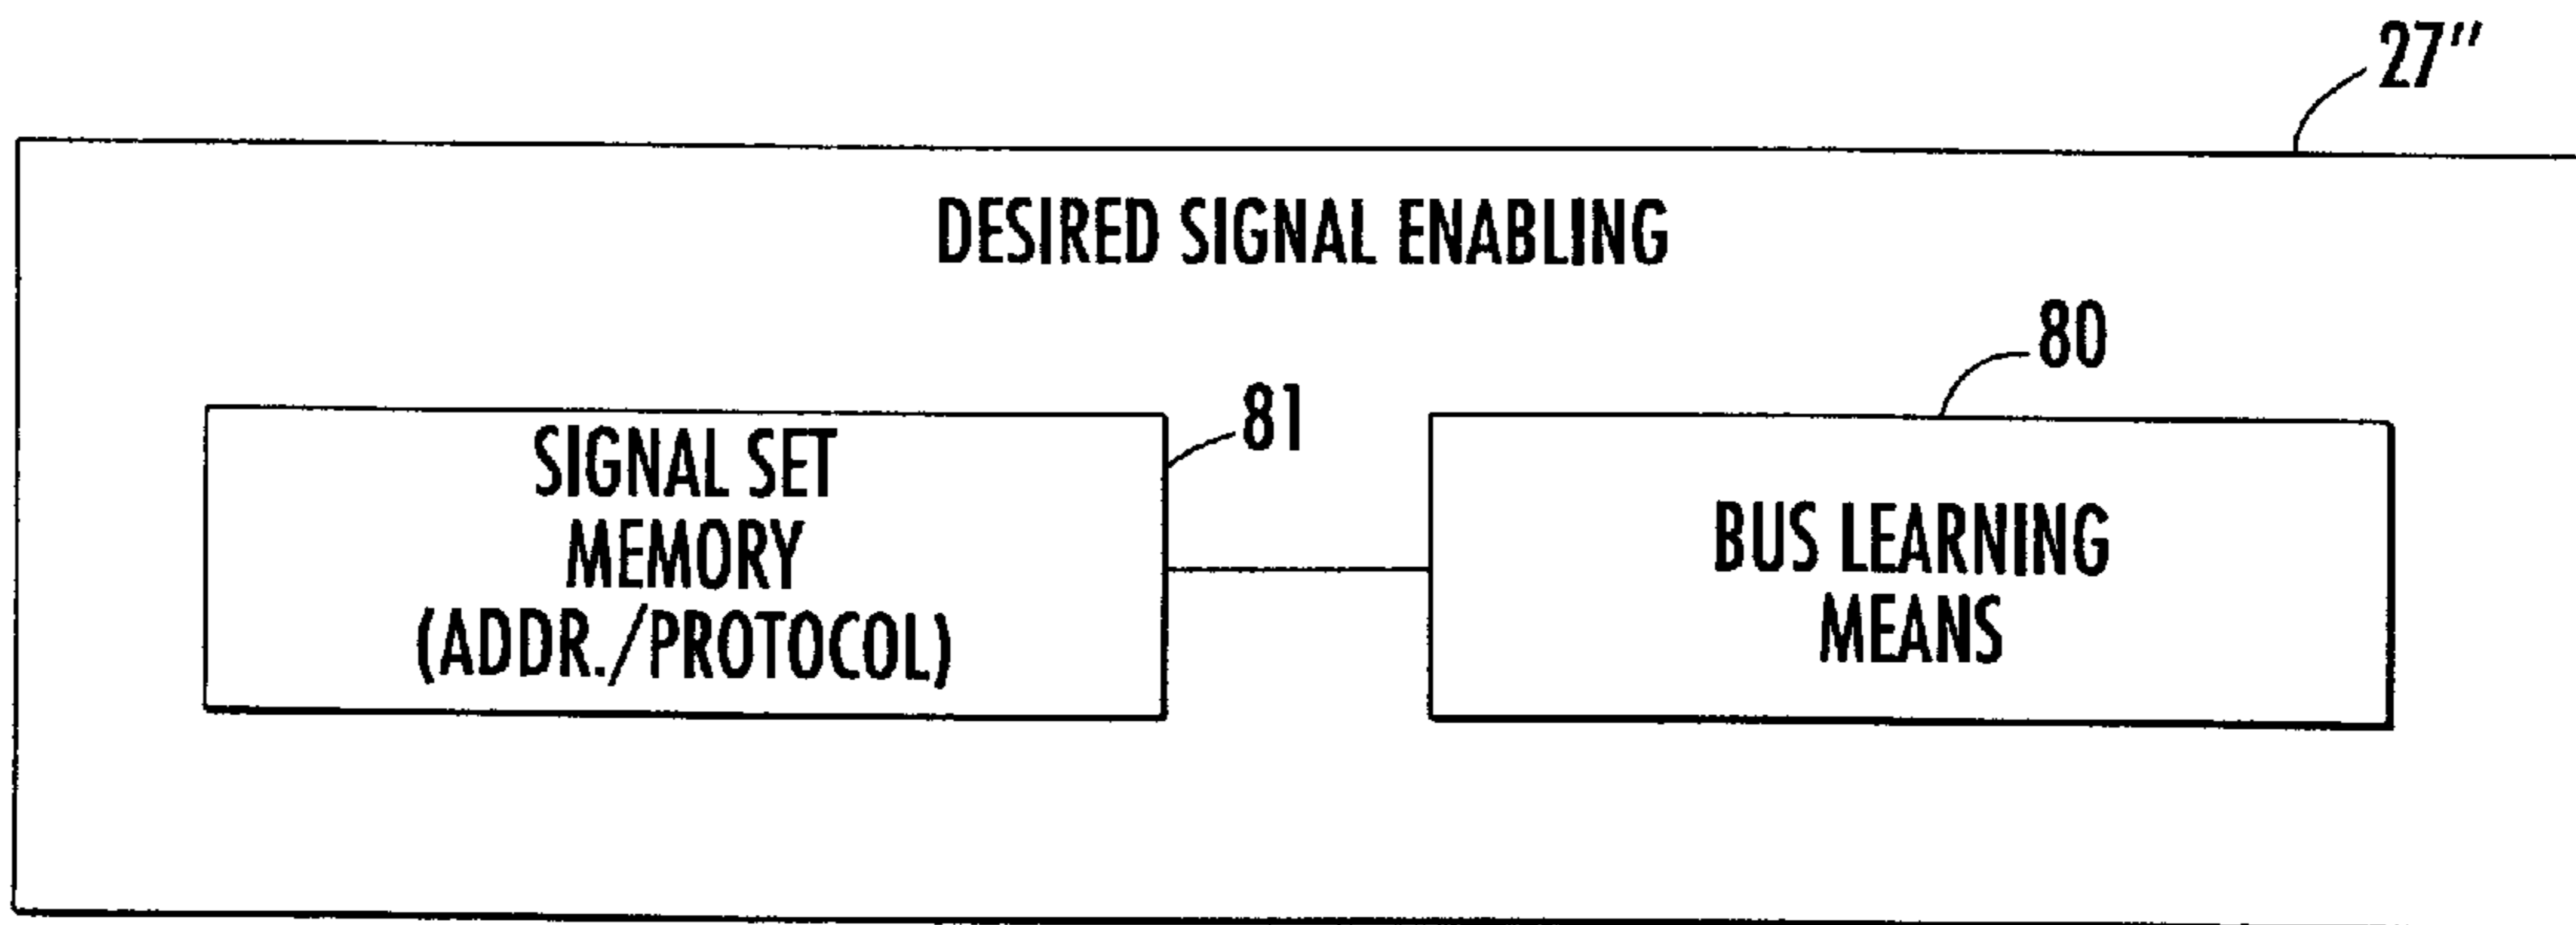 27"
DESIRED SIGNAL ENABLING
80
81
SIGNAL SET
MEMORY
(ADDR./PROTOCOL)
BUS LEARNING
MEANS